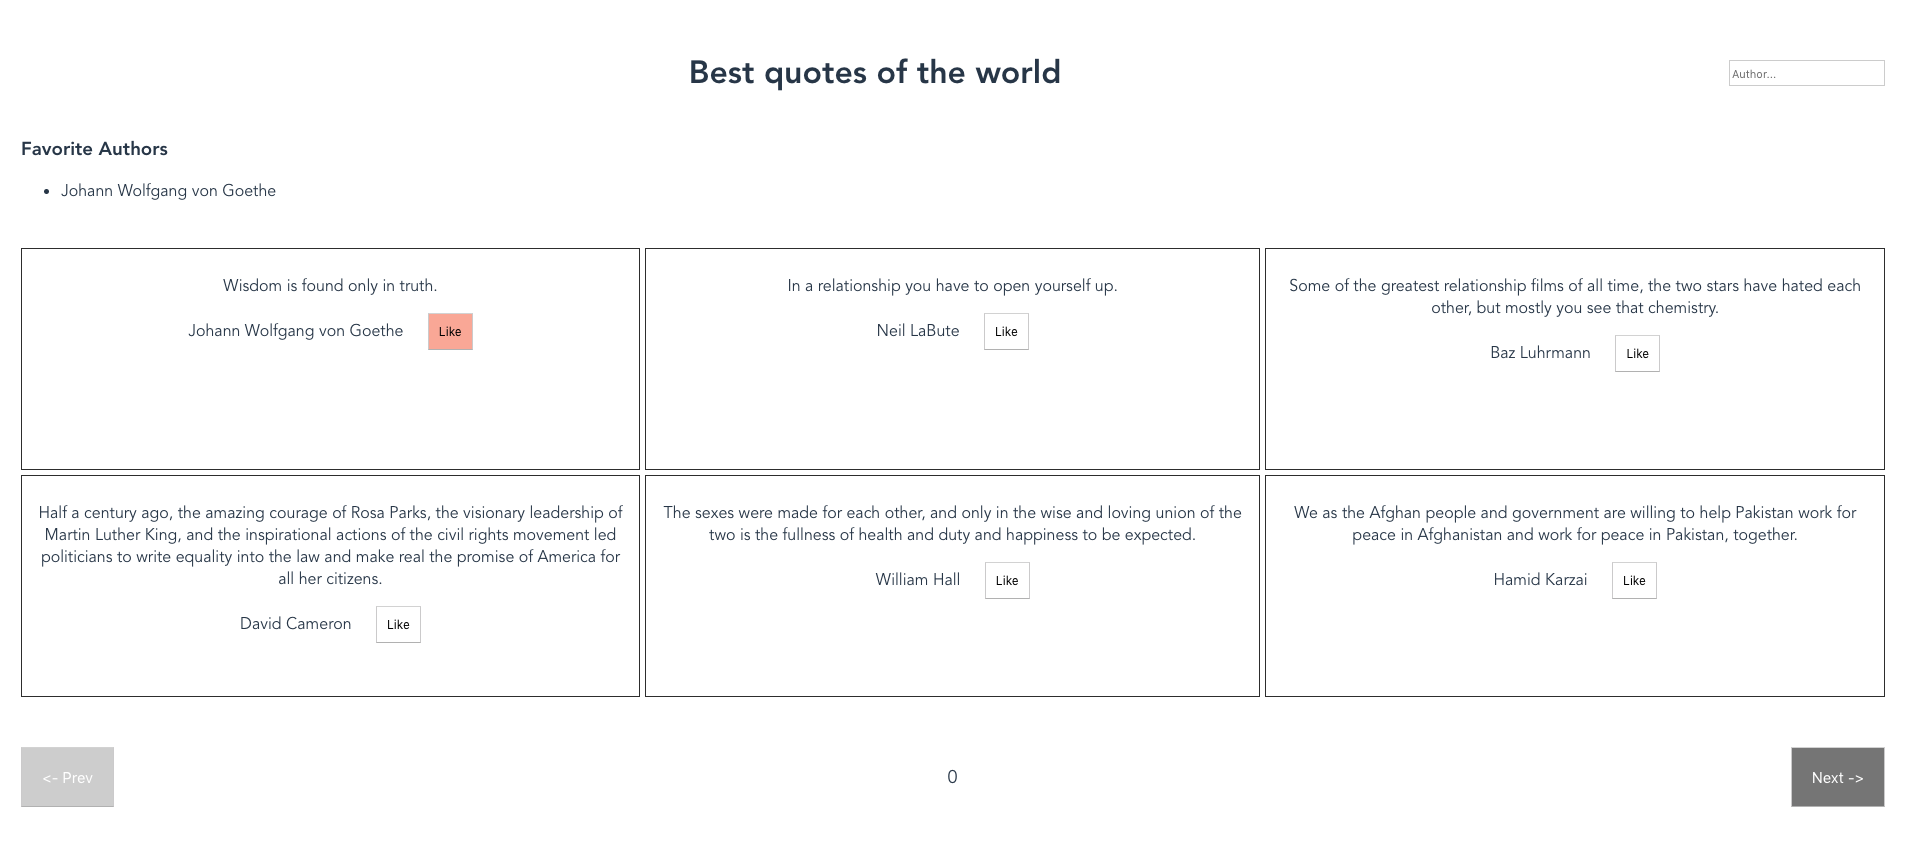 Best quotes of the world
Author...
Favorite Authors
• Johann Wolfgang von Goethe
Wisdom is found only in truth.
Johann Wolfgang von Goethe
Like
In a relationship you have to open yourself up.
Neil LaBute
Like
Some of the greatest relationship films of all time, the two stars have hated each
other, but mostly you see that chemistry.
Baz Luhrmann
Like
Half a century ago, the amazing courage of Rosa Parks, the visionary leadership of
Martin Luther King, and the inspirational actions of the civil rights movement led
politicians to write equality into the law and make real the promise of America for
all her citizens.
David Cameron
Like
The sexes were made for each other, and only in the wise and loving union of the
two is the fullness of health and duty and happiness to be expected.
William Hall
Like
We as the Afghan people and government are willing to help Pakistan work for
peace in Afghanistan and work for peace in Pakistan, together.
Hamid Karzai
Like
<- Prev
0
Next ->